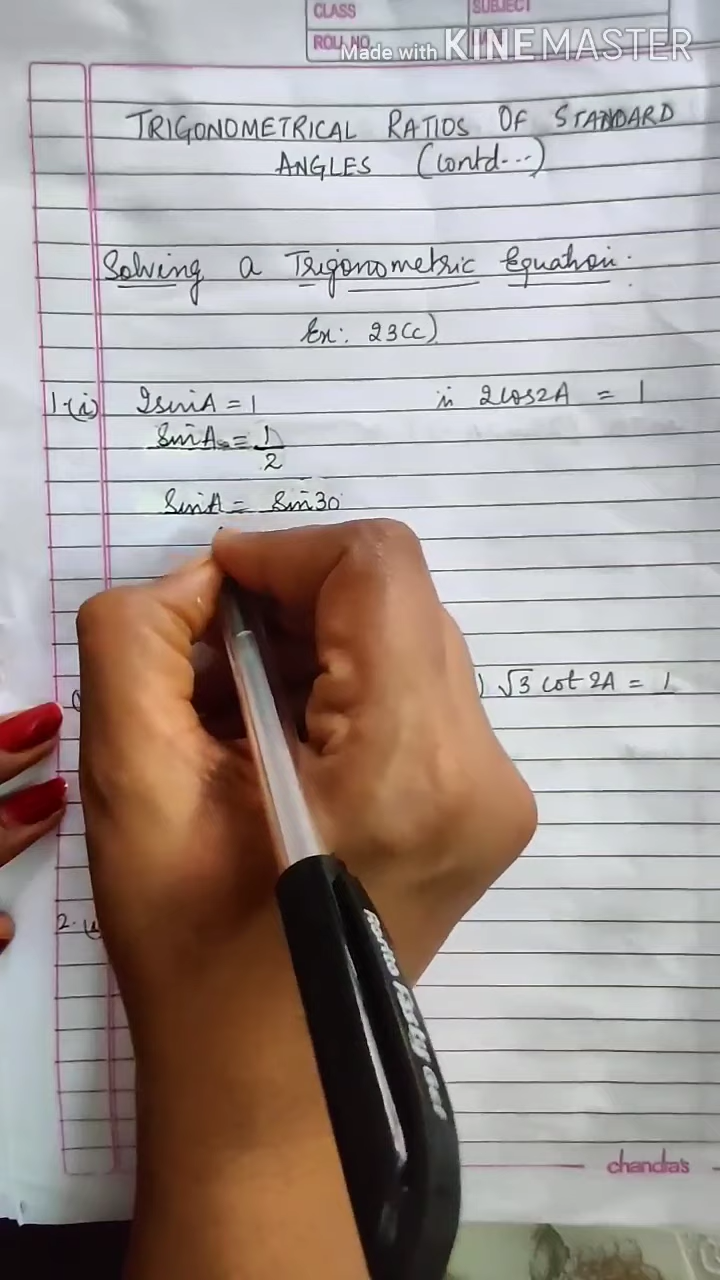 CLASS SUBJECT
ROLL NO.
Made with KINEMASTER
TRIGONOMETRICAL RATIOS OF STANDARD
ANGLES (Contd...)
Solving a Trigonometric Equation.
Ex: 23(c)
1.(i) 2sinA = 1
ii 2cos2A = 1
SinA = 1/2
SinA = Sin30
√3 cot 2A = 1
2.
chandra's